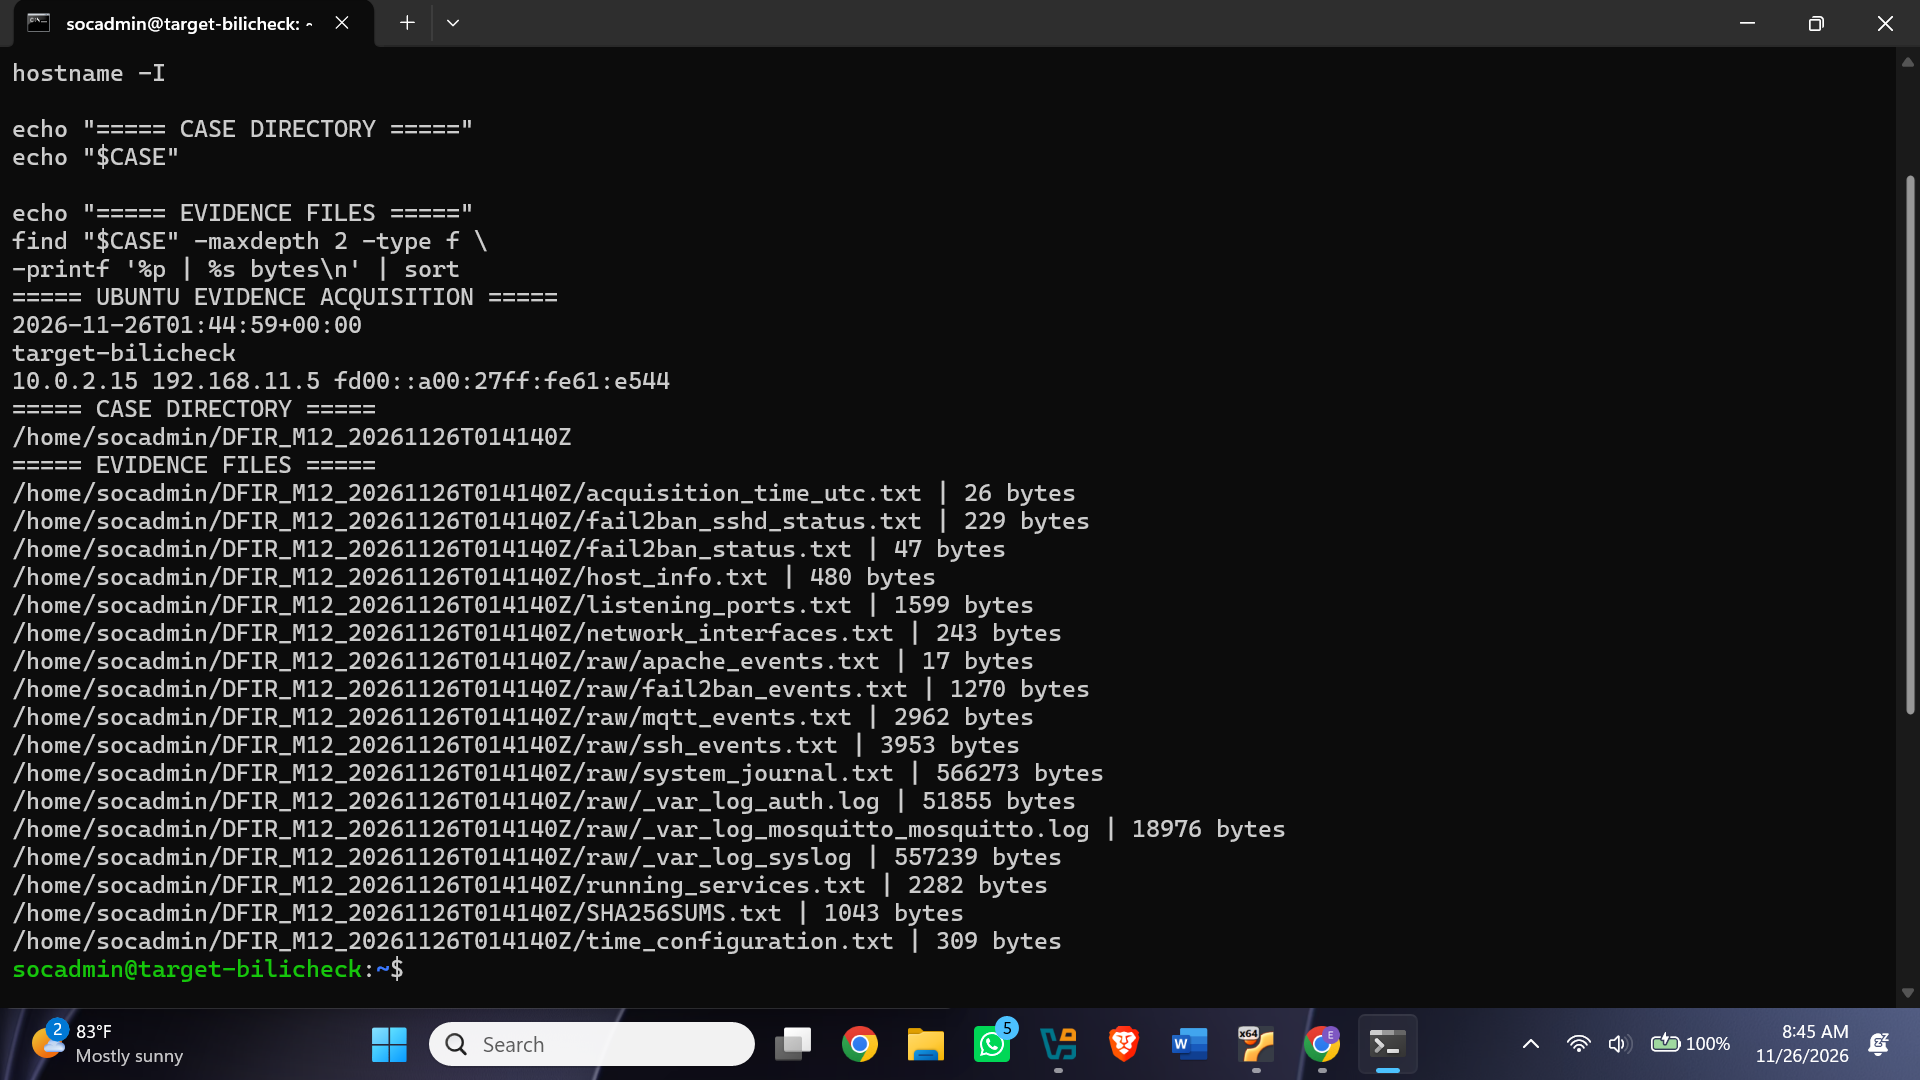 socadmin@target-bilicheck: ~
hostname -I
echo "===== CASE DIRECTORY ====="
echo "$CASE"
echo "===== EVIDENCE FILES ====="
find "$CASE" -maxdepth 2 -type f \
-printf '%p | %s bytes\n' | sort
===== UBUNTU EVIDENCE ACQUISITION =====
2026-11-26T01:44:59+00:00
target-bilicheck
10.0.2.15 192.168.11.5 fd00::a00:27ff:fe61:e544
===== CASE DIRECTORY =====
/home/socadmin/DFIR_M12_20261126T014140Z
===== EVIDENCE FILES =====
/home/socadmin/DFIR_M12_20261126T014140Z/acquisition_time_utc.txt | 26 bytes
/home/socadmin/DFIR_M12_20261126T014140Z/fail2ban_sshd_status.txt | 229 bytes
/home/socadmin/DFIR_M12_20261126T014140Z/fail2ban_status.txt | 47 bytes
/home/socadmin/DFIR_M12_20261126T014140Z/host_info.txt | 480 bytes
/home/socadmin/DFIR_M12_20261126T014140Z/listening_ports.txt | 1599 bytes
/home/socadmin/DFIR_M12_20261126T014140Z/network_interfaces.txt | 243 bytes
/home/socadmin/DFIR_M12_20261126T014140Z/raw/apache_events.txt | 17 bytes
/home/socadmin/DFIR_M12_20261126T014140Z/raw/fail2ban_events.txt | 1270 bytes
/home/socadmin/DFIR_M12_20261126T014140Z/raw/mqtt_events.txt | 2962 bytes
/home/socadmin/DFIR_M12_20261126T014140Z/raw/ssh_events.txt | 3953 bytes
/home/socadmin/DFIR_M12_20261126T014140Z/raw/system_journal.txt | 566273 bytes
/home/socadmin/DFIR_M12_20261126T014140Z/raw/_var_log_auth.log | 51855 bytes
/home/socadmin/DFIR_M12_20261126T014140Z/raw/_var_log_mosquitto_mosquitto.log | 18976 bytes
/home/socadmin/DFIR_M12_20261126T014140Z/raw/_var_log_syslog | 557239 bytes
/home/socadmin/DFIR_M12_20261126T014140Z/running_services.txt | 2282 bytes
/home/socadmin/DFIR_M12_20261126T014140Z/SHA256SUMS.txt | 1043 bytes
/home/socadmin/DFIR_M12_20261126T014140Z/time_configuration.txt | 309 bytes
socadmin@target-bilicheck:~$
2
83°F
Mostly sunny
Search
5
W
x64
E
100%
8:45 AM
11/26/2026